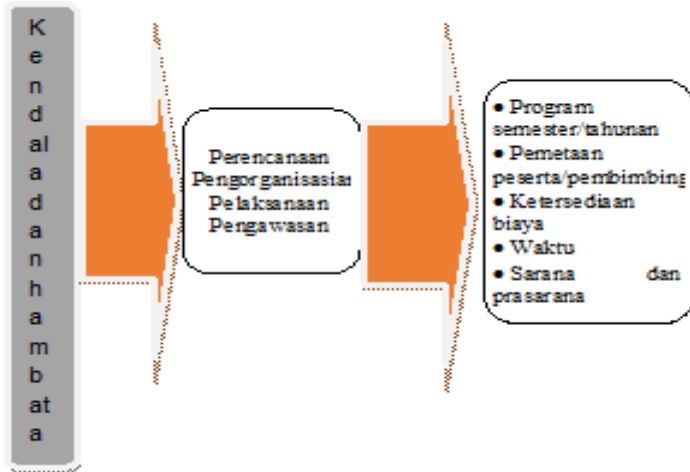 K
e
n
d
al
a
d
a
n
h
a
m
b
at
a
Perencanaan
Pengorganisasian
Pelaksanaan
Pengawasan
● Program
semester/tahunan
● Pemetaan
peserta/pembimbing
● Ketersediaan
biaya
● Waktu
● Sarana dan
prasarana